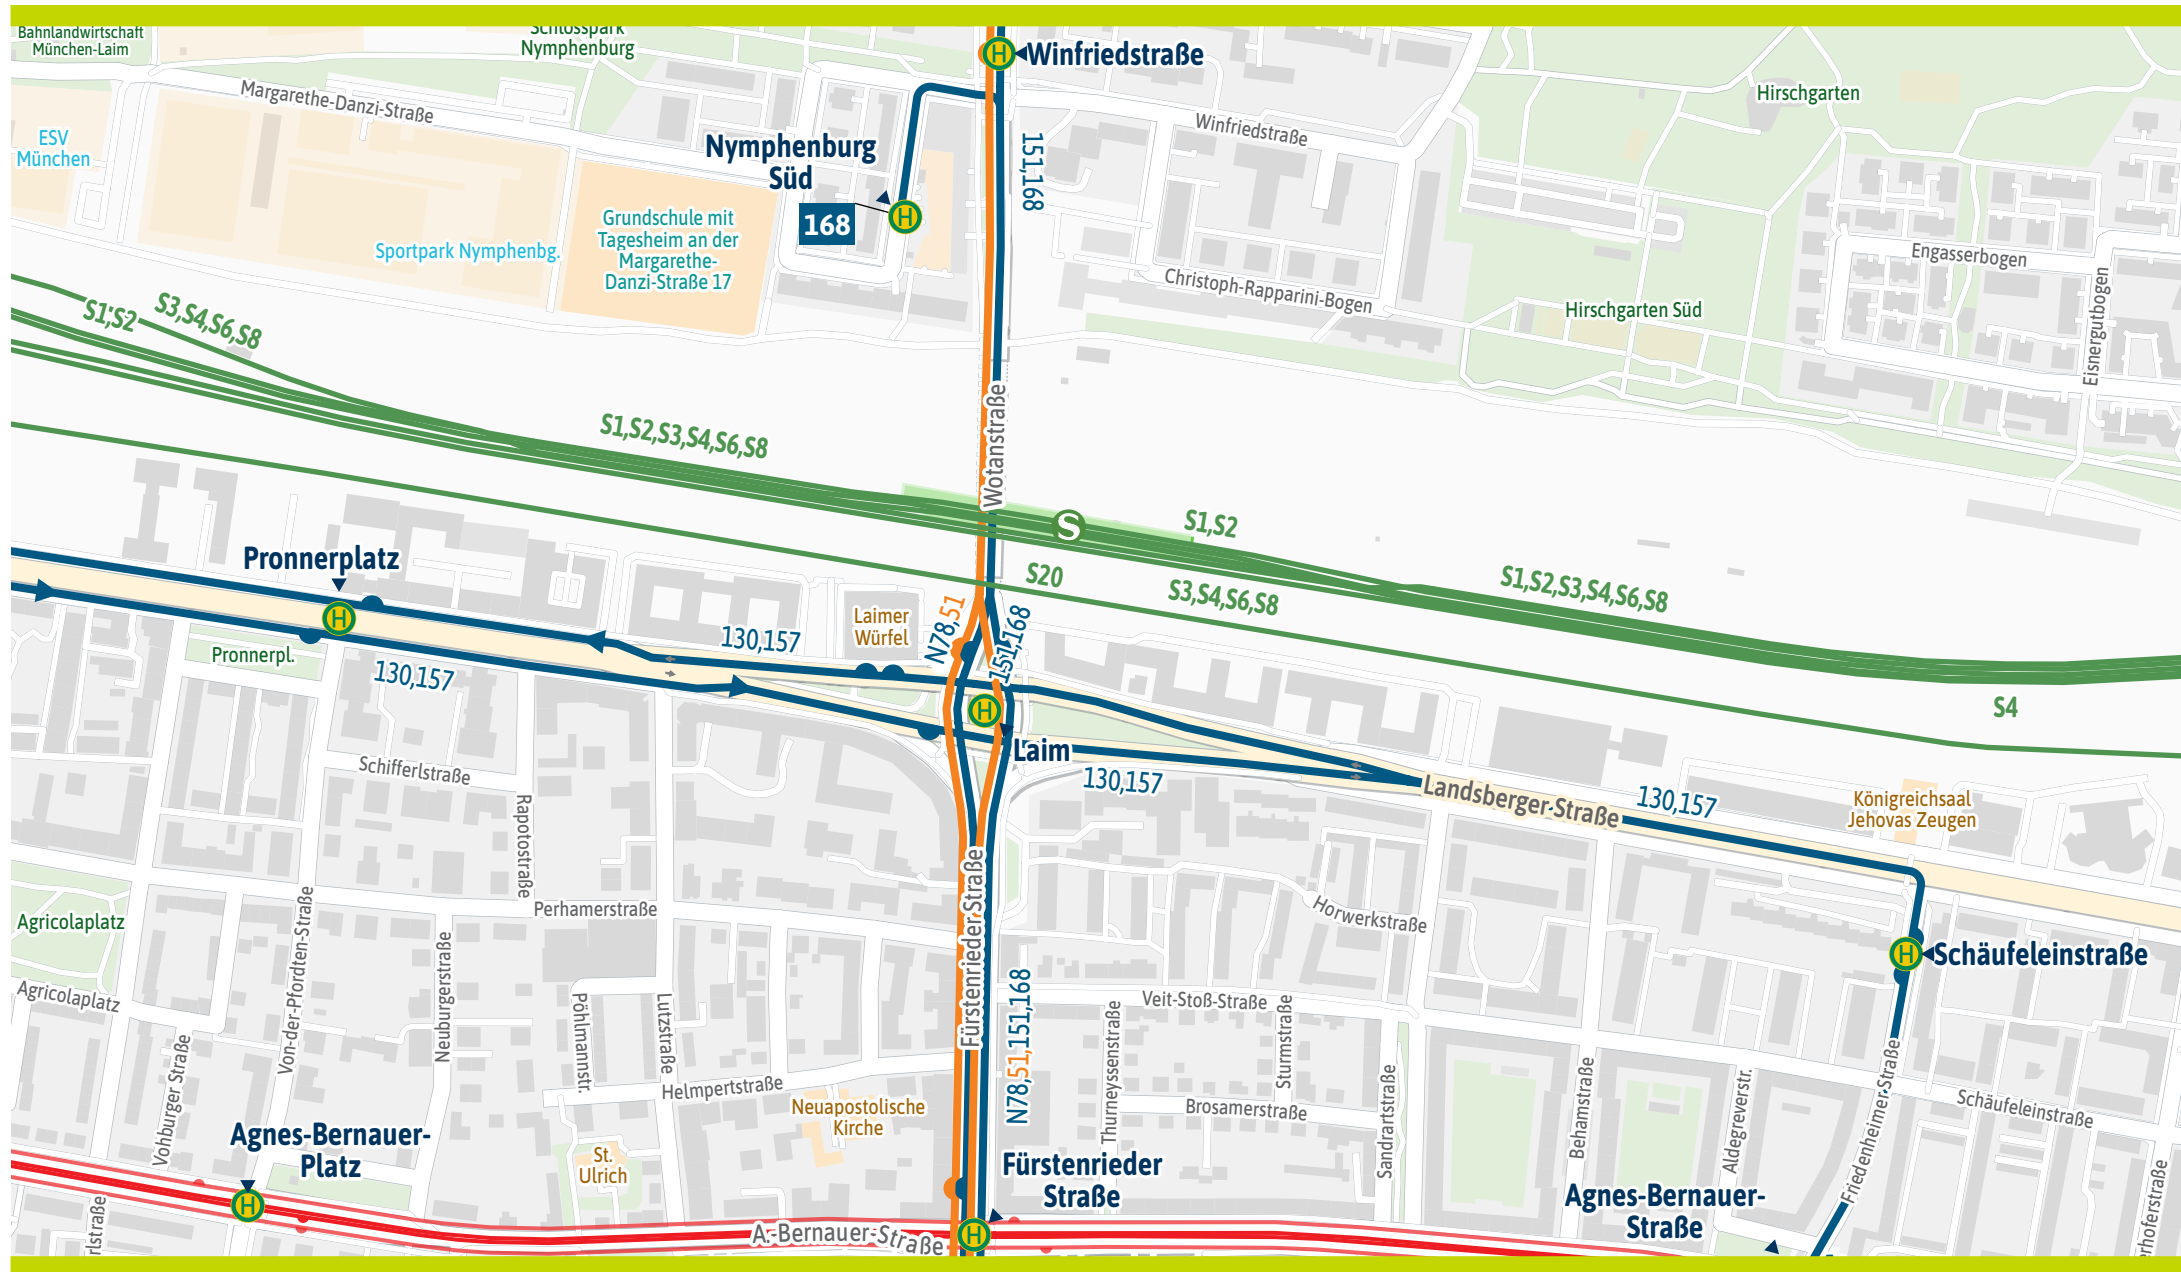 Bahnlandwirtschaft
München-Laim
Schlosspark
Nymphenburg
H
Winfriedstraße
Hirschgarten
Margarethe-Danzi-Straße
ESV
München
Nymphenburg
Süd
168
H
151,168
Winfriedstraße
Grundschule mit
Tagesheim an der
Margarethe-
Danzi-Straße 17
Sportpark Nymphenbg.
Christoph-Rapparini-Bogen
Hirschgarten Süd
Engasserbogen
Eisnergutbogen
S1,S2
S3,S4,S6,S8
S1,S2,S3,S4,S6,S8
Wotanstraße
S
S1,S2
S20
S3,S4,S6,S8
S1,S2,S3,S4,S6,S8
S4
Pronnerplatz
H
Pronnerpl.
130,157
130,157
Laimer
Würfel
N78,51
151,168
H
Laim
130,157
Landsberger Straße
130,157
Königreichsaal
Jehovas Zeugen
Schifferlstraße
Rapotostraße
Perhamerstraße
Fürstenrieder Straße
Horwerkstraße
H
Schäufeleinstraße
Agricolaplatz
Agricolaplatz
Von-der-Pfordten-Straße
Neuburgerstraße
Pöhlmannstr.
Lutzstraße
Vohburger Straße
Helmpertstraße
N78,51,151,168
Veit-Stoß-Straße
Thurneyssenstraße
Sturmstraße
Brosamerstraße
Sandrartstraße
Behamstraße
Aldegreverstr.
Friedenheimer Straße
Schäufeleinstraße
Neuapostolische
Kirche
St.
Ulrich
Agnes-Bernauer-
Platz
H
rlstraße
A.-Bernauer-Straße
Fürstenrieder
Straße
H
Agnes-Bernauer-
Straße
rhoferstraße